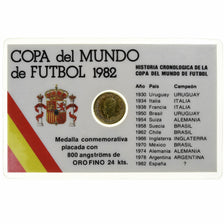 COPA del MUNDO
de FUTBOL 1982
Medalla conmemorativa
placada con
800 angströms de
ORO FINO 24 kts.
HISTORIA CRONOLOGICA DE LA
COPA DEL MUNDO DE FUTBOL
Año País Campeón
1930 Uruguay URUGUAY
1934 Italia ITALIA
1938 Francia ITALIA
1950 Brasil URUGUAY
1954 Suiza ALEMANIA
1958 Suecia BRASIL
1962 Chile BRASIL
1966 Inglaterra INGLATERRA
1970 México BRASIL
1974 Alemania ALEMANIA
1978 Argentina ARGENTINA
1982 España ?